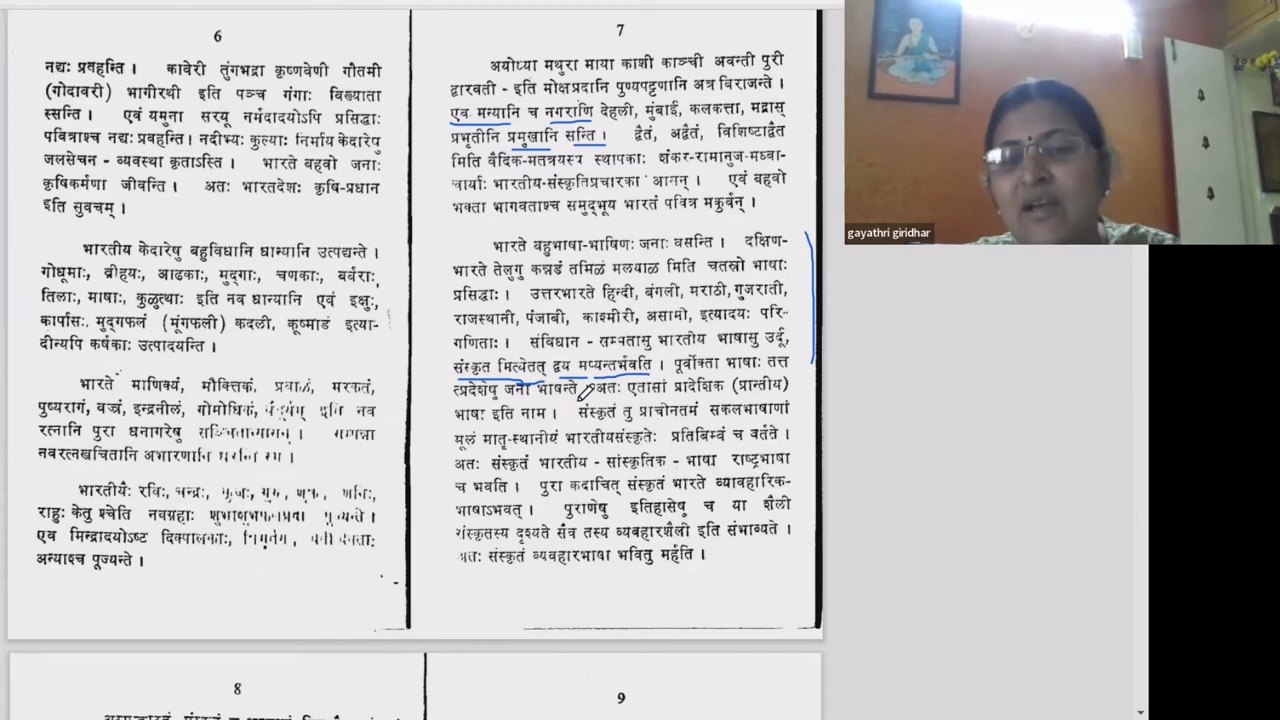 6
नद्यः प्रवहन्ति । कावेरी तुंगभद्रा कृष्णवेणी गौतमी
(गोदावरी) भागीरथी इति पञ्च गंगाः विख्याता
स्सन्ति । एवं यमुना सरयू नर्मदादयोऽपि प्रसिद्धाः
पवित्राश्च नद्यः प्रवहन्ति । नदीभ्यः कुल्याः निर्माय केदारेषु
जलसेचन - व्यवस्था कृताऽस्ति । भारते बहवो जनाः
कृषिकर्मणा जीवन्ति । अतः भारतदेशः कृषि-प्रधान
इति सुवचम् ।
भारतीय केदारेषु बहुविधानि धान्यानि उत्पद्यन्ते ।
गोधूमाः, व्रीहयः, आढकाः, मुद्गाः, चणकाः, बर्बराः,
तिलाः, माषाः, कुळुत्थाः इति नव धान्यानि एवं इक्षुः,
कार्पासः मुद्गफलं (मूंगफली) कदली, कूष्माडं इत्या-
दीन्यपि कर्षकाः उत्पादयन्ति ।
भारते माणिक्यं, मौक्तिकं, प्रवाळं, मरकतं,
पुष्यरागं, वज्रं, इन्द्रनीलं, गोमोधिकं, इति नव
रत्नानि पुरा धनागरेषु
नवरत्नखचितानि अभारणानि
भारतीयैः रविः, चन्द्रः,
राहुः केतु श्चेति नवग्रहाः
एव मिन्द्रादयोऽष्ट दिक्पालकाः,
अन्याश्च पूज्यन्ते ।
7
अयोध्या मथुरा माया काशी काञ्ची अवन्ती पुरी
द्वारवती - इति मोक्षप्रदानि पुण्यपट्टणानि अत्र विराजन्ते ।
एव मन्यानि च नगराणि देहली, मुंबाई, कलकत्ता, मद्रास्
प्रभृतीनि प्रमुखानि सन्ति । द्वैतं, अद्वैतं, विशिष्टाद्वैत
मिति वैदिक-मतत्रयस्य स्थापकाः शंकर-रामानुज-मध्वा-
चार्याः भारतीय-संस्कृतिप्रचारका आसन् । एवं बहवो
भक्ता भागवताश्च समुद्भूय भारतं पवित्र मकुर्वन् ।
भारते बहुभाषा-भाषिणः जनाः वसन्ति । दक्षिण-
भारते तेलुगु कन्नडं तमिळं मलयाळ मिति चतस्रो भाषाः
प्रसिद्धाः । उत्तरभारते हिन्दी, बंगली, मराठी, गुजराती,
राजस्थानी, पंजाबी, काश्मीरी, असामी, इत्यादयः परि-
गणिताः । संविधान - सम्मतासु भारतीय भाषासु उर्दू,
संस्कृत मित्येतत् द्वय मप्यन्तर्भवति । पूर्वोक्ता भाषाः तत्त
त्प्रदेशेषु जना भाषन्ते अतः एतासां प्रादेशिक (प्रान्तीय)
भाषा इति नाम । संस्कृतं तु प्राचीनतमं सकलभाषाणां
मूलं मातृ-स्थानीयं भारतीयसंस्कृतेः प्रतिबिम्बं च वर्तते ।
अतः संस्कृतं भारतीय - सांस्कृतिक - भाषा राष्ट्रभाषा
च भवति । पुरा कदाचित् संस्कृतं भारते व्यावहारिक-
भाषाऽभवत् । पुराणेषु इतिहासेषु च या शैली
संस्कृतस्य दृश्यते सैव तस्य व्यवहारशैली इति संभाव्यते ।
अतः संस्कृतं व्यवहारभाषा भवितु मर्हति ।
8
9
gayathri giridhar